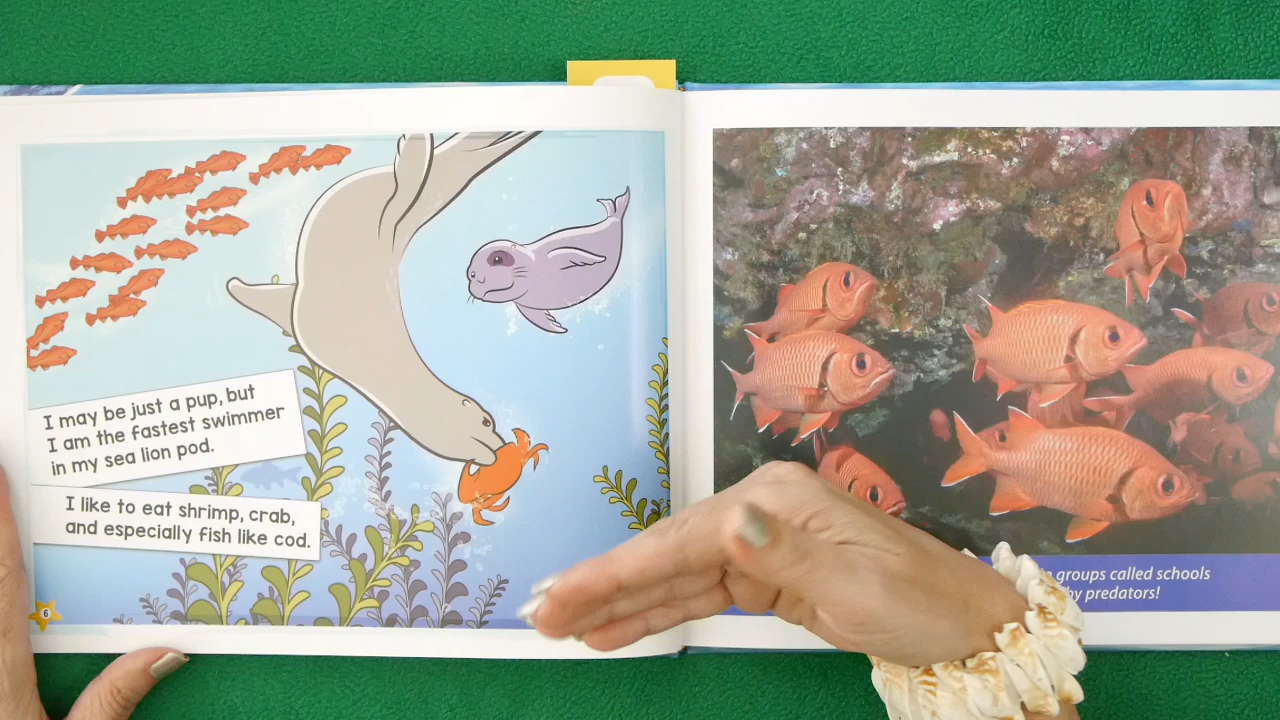 I may be just a pup, but
I am the fastest swimmer
in my sea lion pod.
I like to eat shrimp, crab,
and especially fish like cod.
6
groups called schools
by predators!